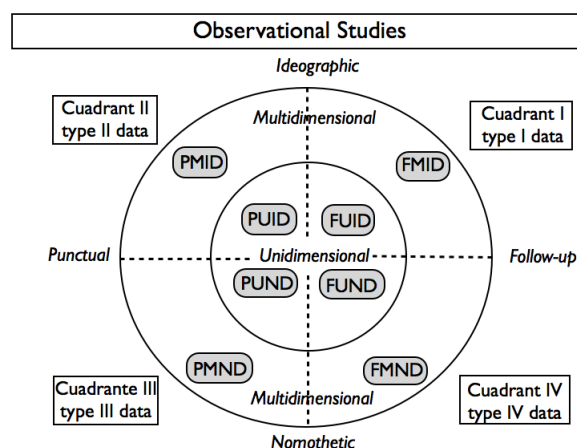 Observational Studies
Ideographic
Cuadrant II
type II data
Multidimensional
Cuadrant I
type I data
PMID
FMID
PUID
FUID
Punctual
Unidimensional
Follow-up
PUND
FUND
PMND
FMND
Cuadrante III
type III data
Multidimensional
Cuadrant IV
type IV data
Nomothetic